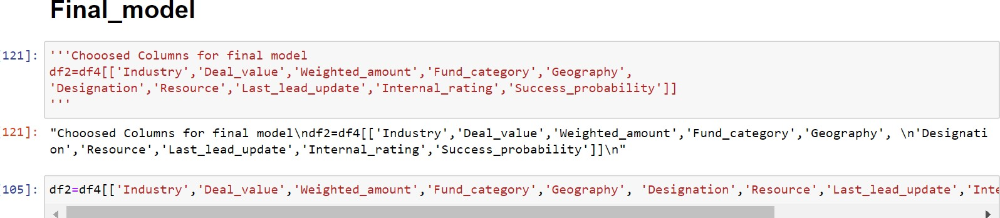 Final_model
[121]:
'''Chooosed Columns for final model
df2=df4[['Industry','Deal_value','Weighted_amount','Fund_category','Geography',
'Designation','Resource','Last_lead_update','Internal_rating','Success_probability']]
'''
[121]:
"Chooosed Columns for final model\ndf2=df4[['Industry','Deal_value','Weighted_amount','Fund_category','Geography', \n'Designati
on','Resource','Last_lead_update','Internal_rating','Success_probability']]\n"
[105]:
df2=df4[['Industry','Deal_value','Weighted_amount','Fund_category','Geography', 'Designation','Resource','Last_lead_update','Inte